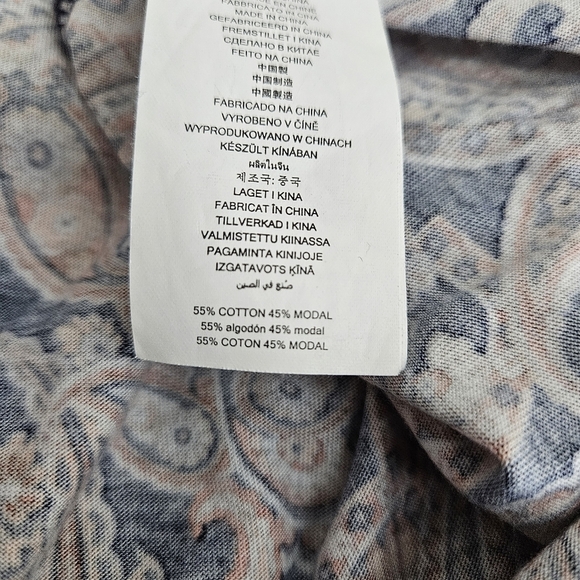 FABRICATO IN CHINA
MADE IN CHINA
GEFABRICEERD IN CHINA
FREMSTILLET I KINA
СДЕЛАНО В КИТАЕ
FEITO NA CHINA
中国製
中国制造
中國製造
FABRICADO NA CHINA
VYROBENO V ČÍNĚ
WYPRODUKOWANO W CHINACH
KÉSZÜLT KÍNÁBAN
ผลิตในจีน
제조국: 중국
LAGET I KINA
FABRICAT ÎN CHINA
TILLVERKAD I KINA
VALMISTETTU KIINASSA
PAGAMINTA KINIJOJE
IZGATAVOTS ĶĪNĀ
صُنع في الصين
55% COTTON 45% MODAL
55% algodón 45% modal
55% COTON 45% MODAL